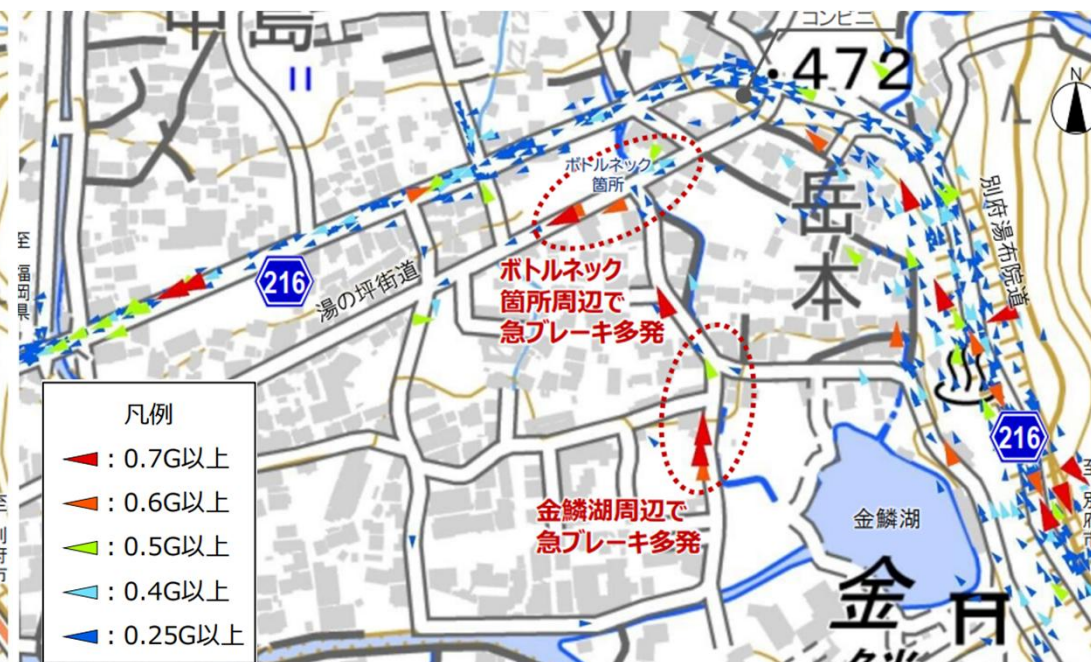 中島
コンビニ
・472
N
ボトルネック
箇所
岳
本
別府湯布院道
至 福岡県
216
湯の坪街道
ボトルネック
箇所周辺で
急ブレーキ多発
216
凡例
：0.7G以上
：0.6G以上
：0.5G以上
：0.4G以上
：0.25G以上
金鱗湖周辺で
急ブレーキ多発
金鱗湖
金